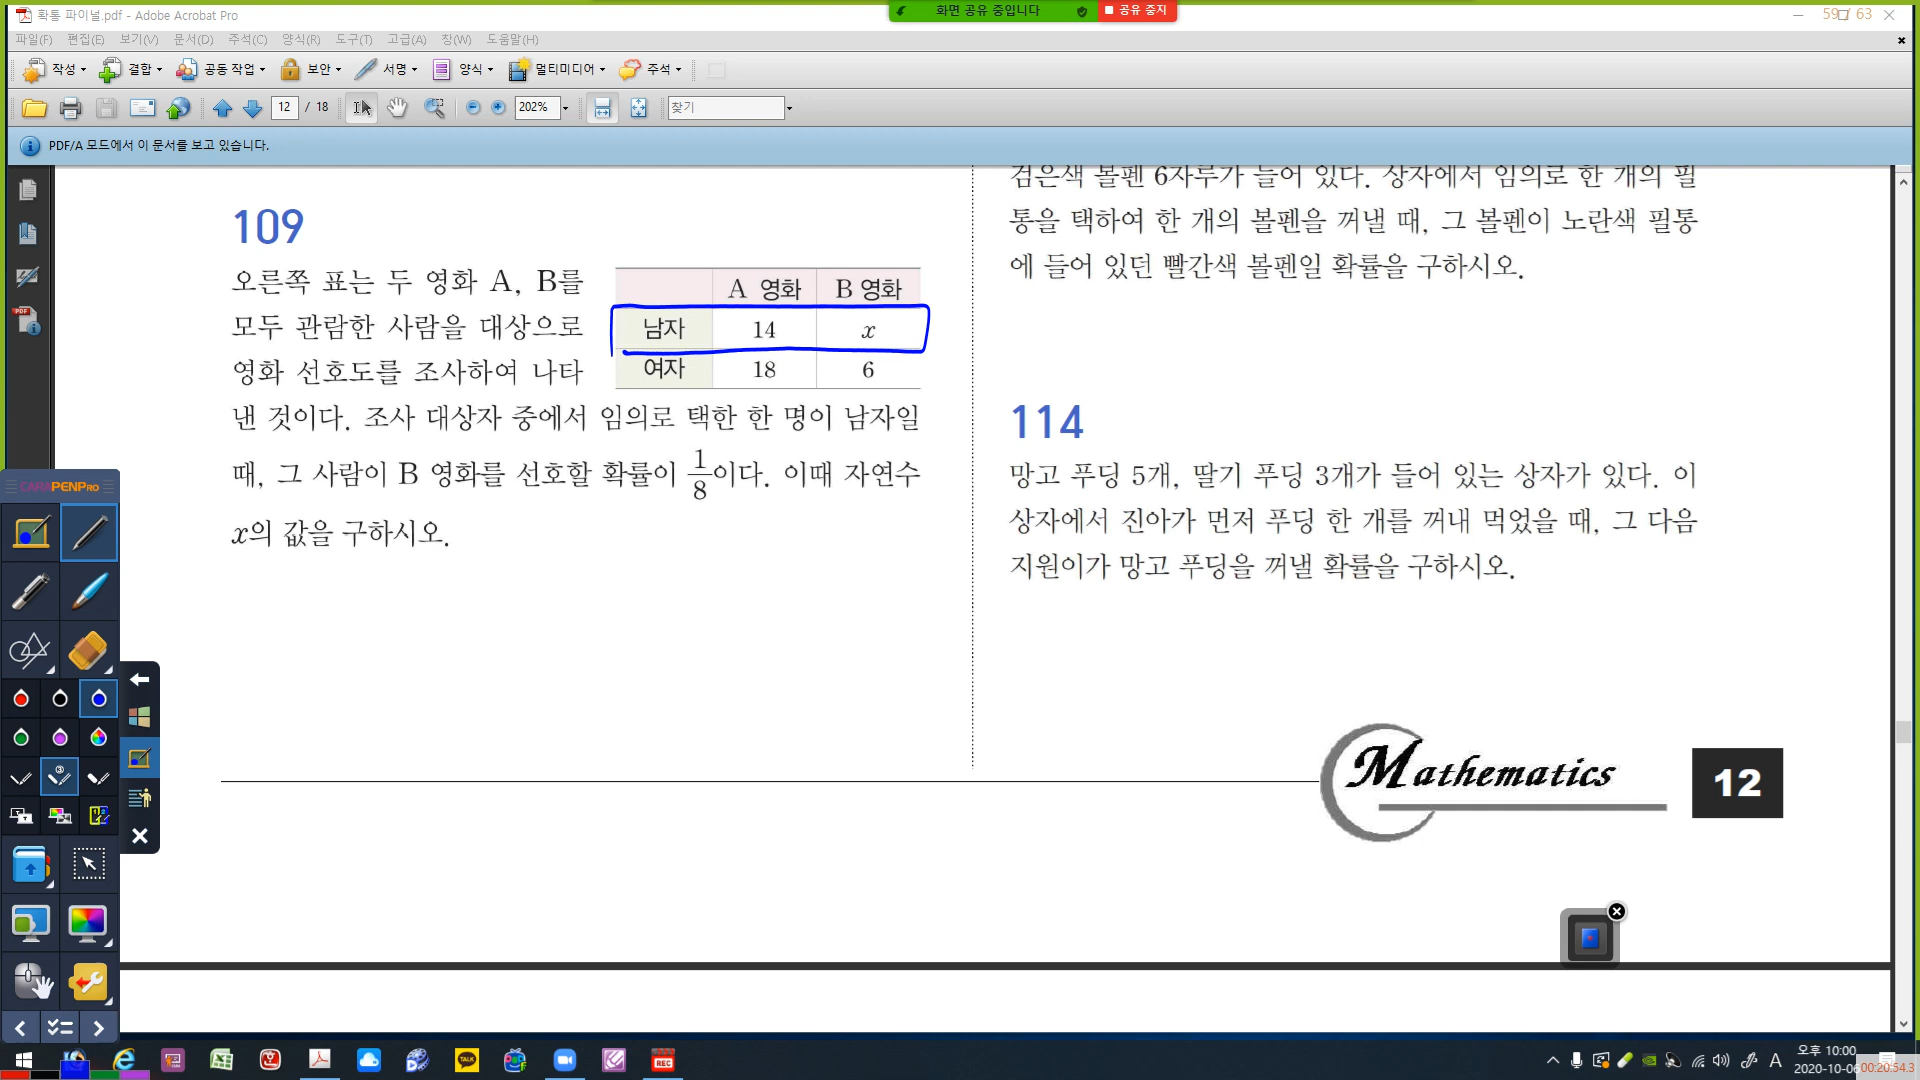 확통 파이널.pdf - Adobe Acrobat Pro
화면 공유 중입니다
공유 중지
59 / 63
파일(F) 편집(E) 보기(V) 문서(D) 주석(C) 양식(R) 도구(T) 고급(A) 창(W) 도움말(H)
작성 결합 공동 작업 보안 서명 양식 멀티미디어 주석
12 / 18 202% 찾기
PDF/A 모드에서 이 문서를 보고 있습니다.
109
오른쪽 표는 두 영화 A, B를
모두 관람한 사람을 대상으로
영화 선호도를 조사하여 나타
낸 것이다. 조사 대상자 중에서 임의로 택한 한 명이 남자일
때, 그 사람이 B 영화를 선호할 확률이 1/8이다. 이때 자연수
x의 값을 구하시오.
A 영화 B 영화
남자 14 x
여자 18 6
검은색 볼펜 6자루가 들어 있다. 상자에서 임의로 한 개의 필
통을 택하여 한 개의 볼펜을 꺼낼 때, 그 볼펜이 노란색 필통
에 들어 있던 빨간색 볼펜일 확률을 구하시오.
114
망고 푸딩 5개, 딸기 푸딩 3개가 들어 있는 상자가 있다. 이
상자에서 진아가 먼저 푸딩 한 개를 꺼내 먹었을 때, 그 다음
지원이가 망고 푸딩을 꺼낼 확률을 구하시오.
Mathematics
12
CARAPENPRO
TALK
REC
A
오후 10:00
2020-10-06
00:20:54.3